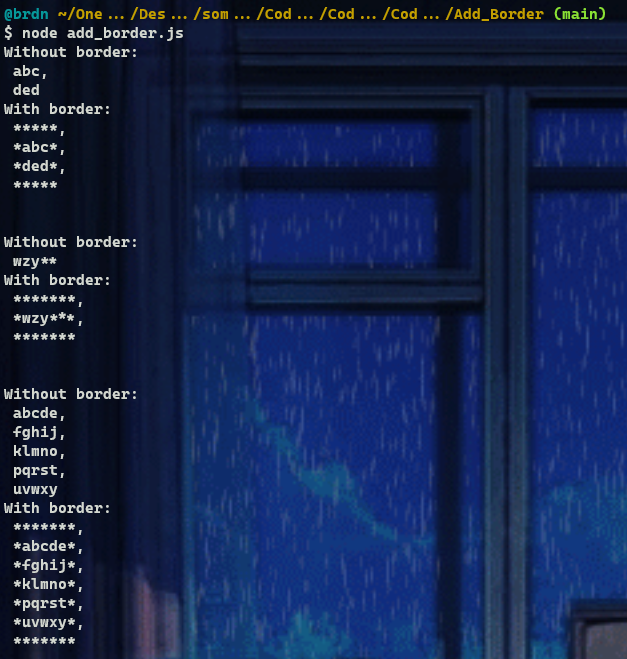 @brdn ~/One ... /Des ... /som ... /Cod ... /Cod ... /Cod ... /Add_Border (main)
$ node add_border.js
Without border:
abc,
ded
With border:
*****,
*abc*,
*ded*,
*****
Without border:
wzy**
With border:
*******,
*wzy***,
*******
Without border:
abcde,
fghij,
klmno,
pqrst,
uvwxy
With border:
*******,
*abcde*,
*fghij*,
*klmno*,
*pqrst*,
*uvwxy*,
*******